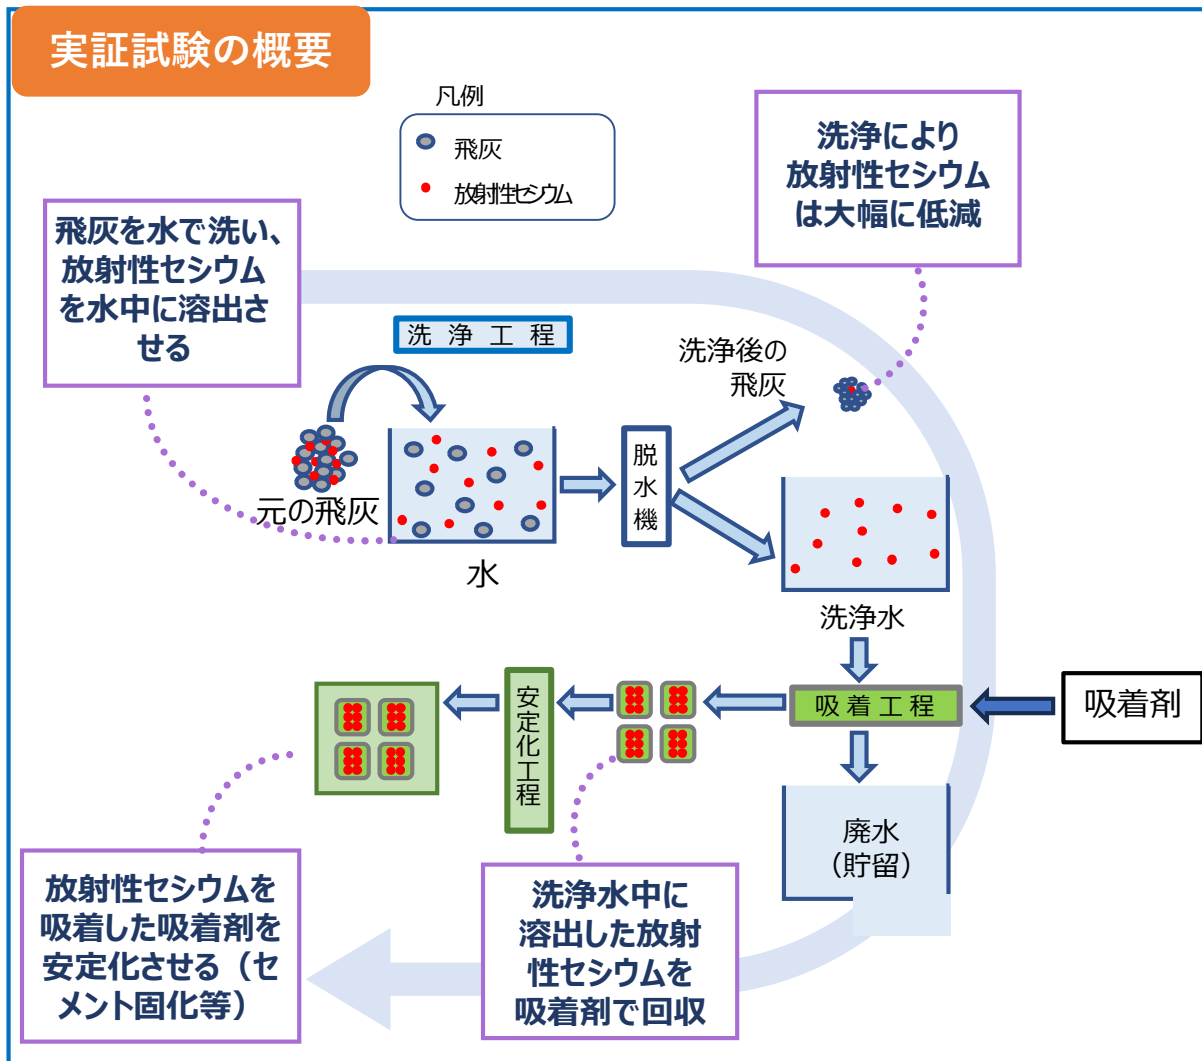 実証試験の概要
凡例
飛灰
放射性セシウム
洗浄により
放射性セシウム
は大幅に低減
飛灰を水で洗い、
放射性セシウム
を水中に溶出さ
せる
洗浄工程
洗浄後の
飛灰
元の飛灰
水
脱水機
洗浄水
吸着工程
吸着剤
安定化工程
廃水
（貯留）
放射性セシウムを
吸着した吸着剤を
安定化させる（セ
メント固化等）
洗浄水中に
溶出した放射
性セシウムを
吸着剤で回収